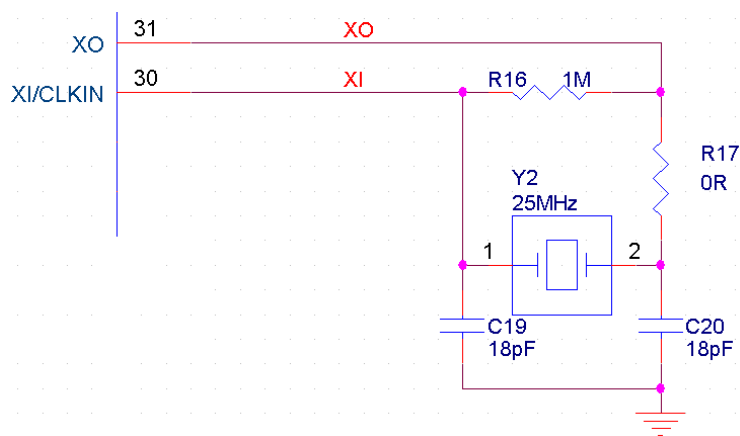 XO 31 XO
XI/CLKIN 30 XI R16 1M
R17
0R
Y2
25MHz
1 2
C19 C20
18pF 18pF